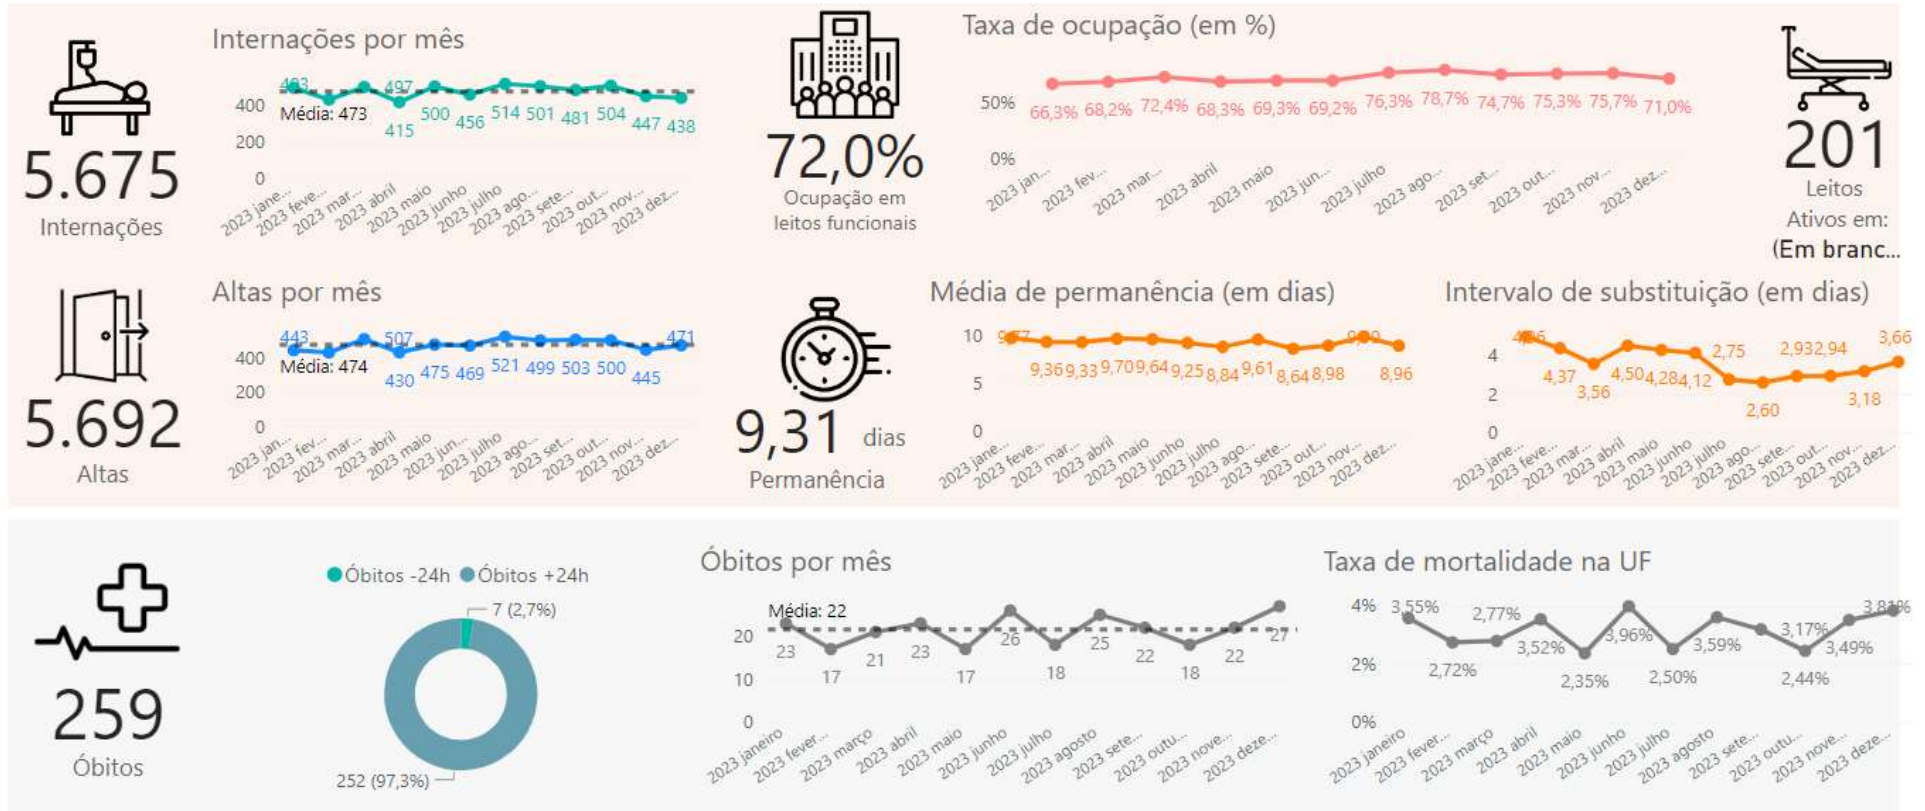 Internações por mês
400
200
0
Média: 473
497
415
500
456
514
501
481
504
447
438
2023 jane...
2023 feve...
2023 mar...
2023 abril
2023 maio
2023 junho
2023 julho
2023 ago...
2023 sete...
2023 out...
2023 nov...
2023 dez...
5.675
Internações
72,0%
Ocupação em
leitos funcionais
Taxa de ocupação (em %)
50%
0%
66,3%
68,2%
72,4%
68,3%
69,3%
69,2%
76,3%
78,7%
74,7%
75,3%
75,7%
71,0%
2023 jan...
2023 fev...
2023 mar...
2023 abril
2023 maio
2023 jun...
2023 julho
2023 ago...
2023 set...
2023 out...
2023 nov...
2023 dez...
201
Leitos
Ativos em:
(Em branc...
Altas por mês
400
200
0
443
Média: 474
507
430
475
469
521
499
503
500
445
471
2023 jan...
2023 fev...
2023 mar...
2023 abril
2023 maio
2023 jun...
2023 julho
2023 ago...
2023 set...
2023 out...
2023 nov...
2023 dez...
5.692
Altas
9,31 dias
Permanência
Média de permanência (em dias)
10
5
0
9,36
9,33
9,70
9,64
9,25
8,84
9,61
8,64
8,98
8,96
2023 jane...
2023 feve...
2023 mar...
2023 abril
2023 maio
2023 junho
2023 julho
2023 ago...
2023 sete...
2023 out...
2023 nov...
2023 dez...
Intervalo de substituição (em dias)
4
2
0
4,37
3,56
4,50
4,28
4,12
2,75
2,60
2,93
2,94
3,18
3,66
2023 jane...
2023 feve...
2023 mar...
2023 abril
2023 maio
2023 junho
2023 julho
2023 ago...
2023 sete...
2023 out...
2023 nov...
2023 dez...
259
Óbitos
Óbitos -24h
Óbitos +24h
7 (2,7%)
252 (97,3%)
Óbitos por mês
Média: 22
20
10
0
23
17
21
23
17
26
18
25
22
18
22
27
2023 janeiro
2023 fever...
2023 março
2023 abril
2023 maio
2023 junho
2023 julho
2023 agosto
2023 sete...
2023 outu...
2023 nove...
2023 deze...
Taxa de mortalidade na UF
4%
2%
0%
3,55%
2,72%
2,77%
3,52%
2,35%
3,96%
2,50%
3,59%
3,17%
2,44%
3,49%
3,81%
2023 janeiro
2023 fever...
2023 março
2023 abril
2023 maio
2023 junho
2023 julho
2023 agosto
2023 sete...
2023 outu...
2023 nove...
2023 deze...